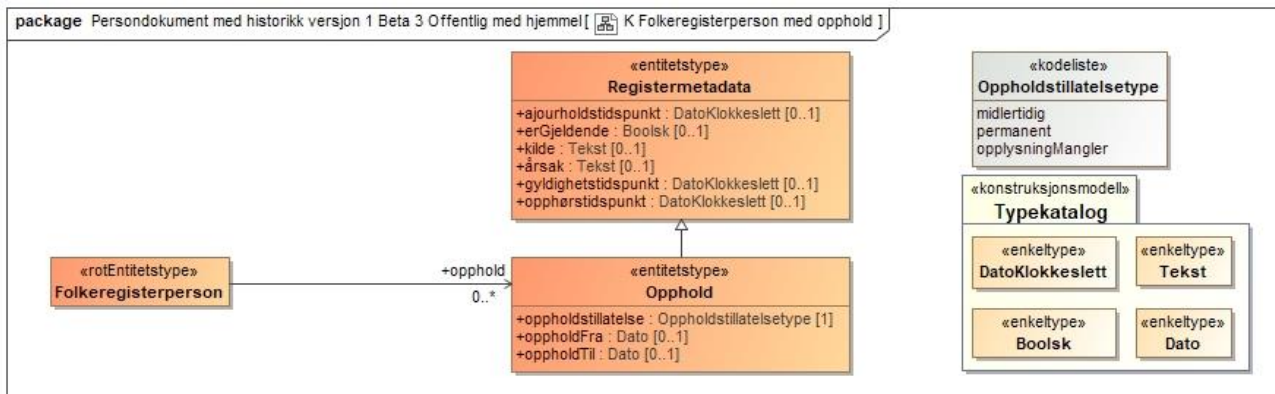 package Persondokument med historikk versjon 1 Beta 3 Offentlig med hjemmel[ K Folkeregisterperson med opphold ]
«entitetstype»
Registermetadata
+ajourholdstidspunkt : DatoKlokkeslett [0..1]
+erGjeldende : Boolsk [0..1]
+kilde : Tekst [0..1]
+årsak : Tekst [0..1]
+gyldighetstidspunkt : DatoKlokkeslett [0..1]
+opphørstidspunkt : DatoKlokkeslett [0..1]
«kodeliste»
Oppholdstillatelsetype
midlertidig
permanent
opplysningMangler
«konstruksjonsmodell»
Typekatalog
«enkeltype»
DatoKlokkeslett
«enkeltype»
Tekst
«enkeltype»
Boolsk
«enkeltype»
Dato
«rotEntitetstype»
Folkeregisterperson
+opphold
0..*
«entitetstype»
Opphold
+oppholdstillatelse : Oppholdstillatelsetype [1]
+oppholdFra : Dato [0..1]
+oppholdTil : Dato [0..1]